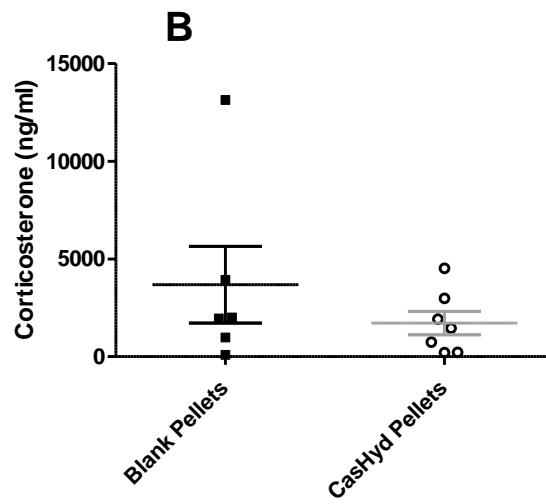 B
15000
10000
5000
0
Corticosterone (ng/ml)
Blank Pellets
CasHyd Pellets